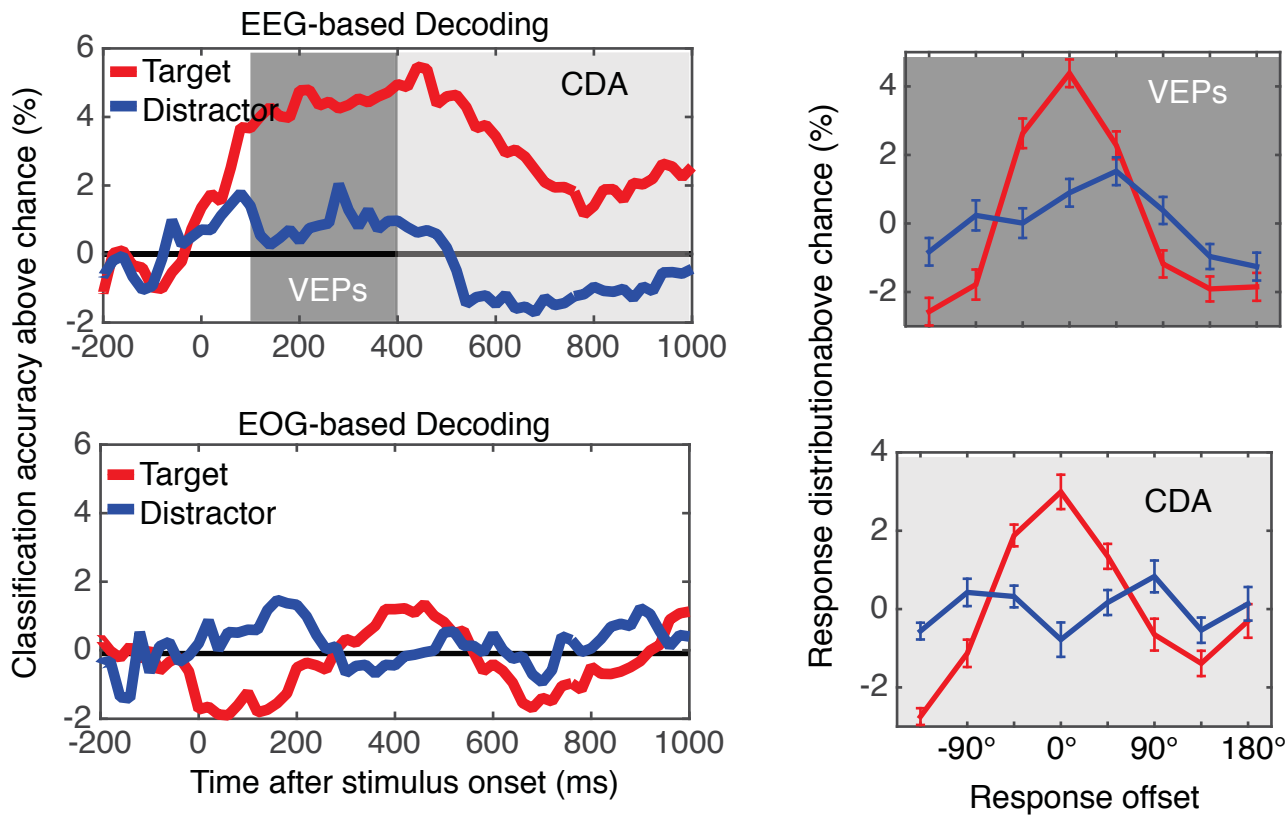 EEG-based Decoding
Classification accuracy above chance (%)
6
4
2
0
-2
Target
Distractor
CDA
VEPs
-200 0 200 400 600 800 1000
EOG-based Decoding
6
4
2
0
-2
Target
Distractor
-200 0 200 400 600 800 1000
Time after stimulus onset (ms)
Response distributionabove chance (%)
4
2
0
-2
VEPs
4
2
0
-2
CDA
-90° 0° 90° 180°
Response offset